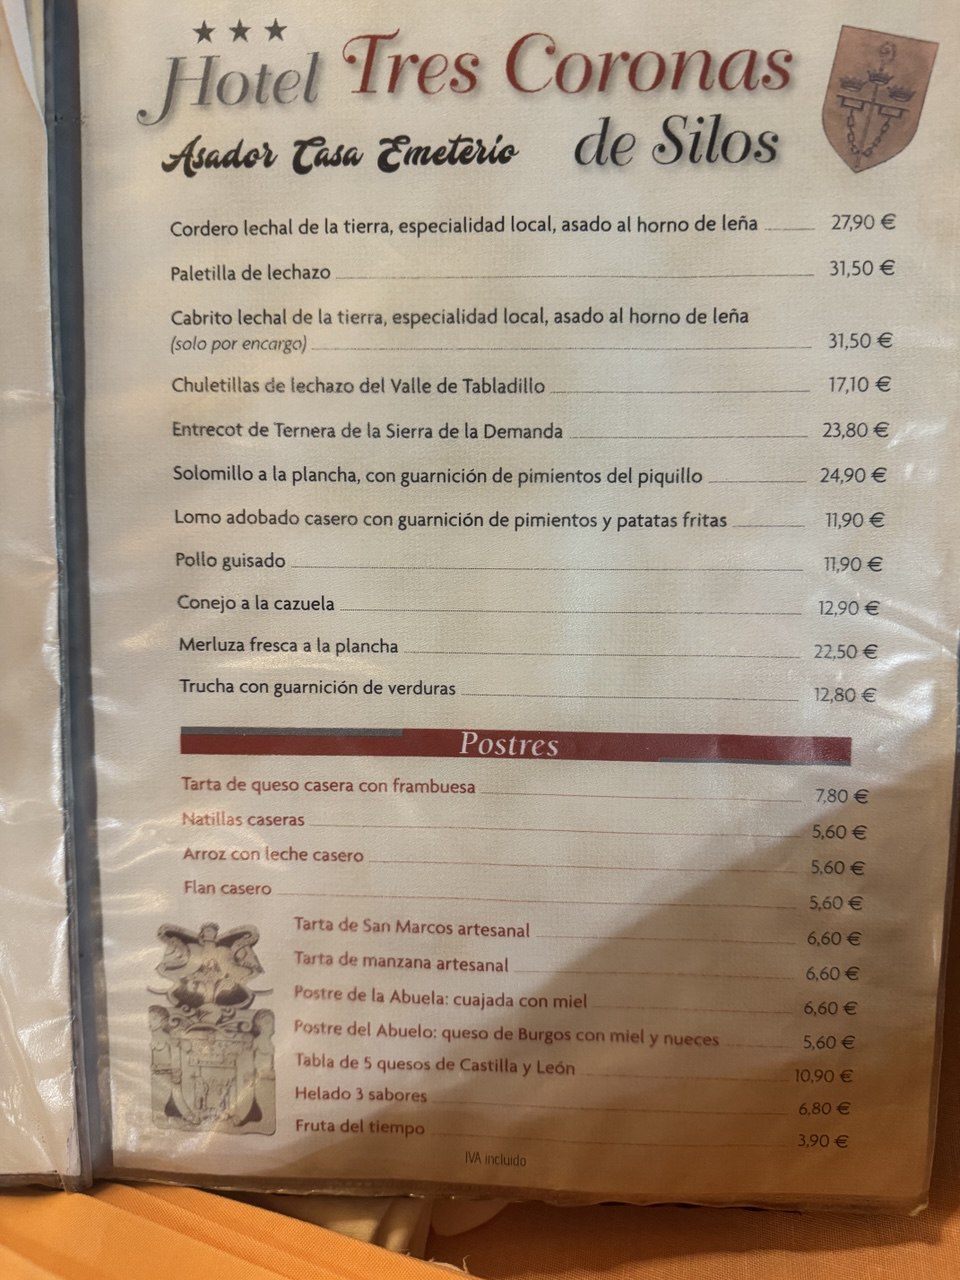 ★ ★ ★
Hotel Tres Coronas
de Silos
Asador Casa Emeterio
Cordero lechal de la tierra, especialidad local, asado al horno de leña 27,90 €
Paletilla de lechazo 31,50 €
Cabrito lechal de la tierra, especialidad local, asado al horno de leña
(solo por encargo) 31,50 €
Chuletillas de lechazo del Valle de Tabladillo 17,10 €
Entrecot de Ternera de la Sierra de la Demanda 23,80 €
Solomillo a la plancha, con guarnición de pimientos del piquillo 24,90 €
Lomo adobado casero con guarnición de pimientos y patatas fritas 11,90 €
Pollo guisado 11,90 €
Conejo a la cazuela 12,90 €
Merluza fresca a la plancha 22,50 €
Trucha con guarnición de verduras 12,80 €
Postres
Tarta de queso casera con frambuesa 7,80 €
Natillas caseras 5,60 €
Arroz con leche casero 5,60 €
Flan casero 5,60 €
Tarta de San Marcos artesanal 6,60 €
Tarta de manzana artesanal 6,60 €
Postre de la Abuela: cuajada con miel 6,60 €
Postre del Abuelo: queso de Burgos con miel y nueces 5,60 €
Tabla de 5 quesos de Castilla y León 10,90 €
Helado 3 sabores 6,80 €
Fruta del tiempo 3,90 €
IVA incluido